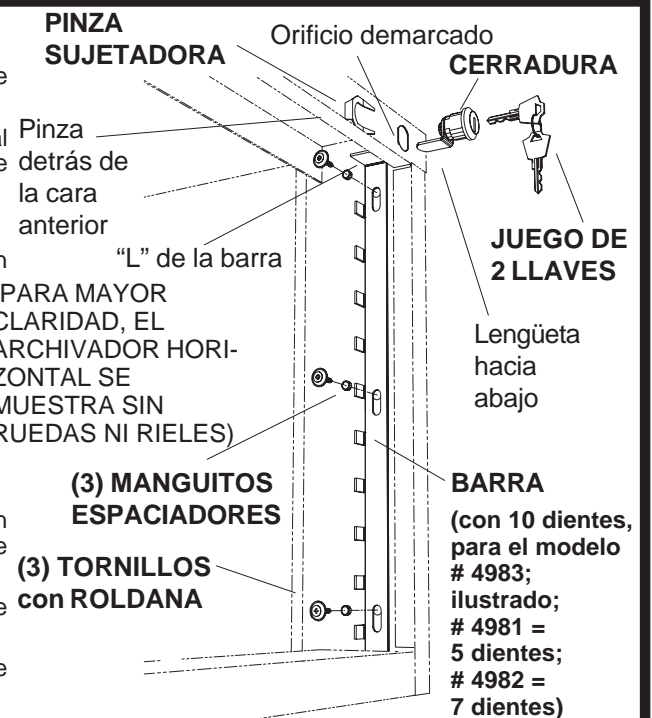 PINZA
SUJETADORA
Orificio demarcado
CERRADURA
Pinza
detrás de
la cara
anterior
"L" de la barra
JUEGO DE
2 LLAVES
PARA MAYOR
CLARIDAD, EL
ARCHIVADOR HORI-
ZONTAL SE
MUESTRA SIN
RUEDAS NI RIELES)
Lengüeta
hacia
abajo
(3) MANGUITOS
ESPACIADORES
(3) TORNILLOS
con ROLDANA
BARRA
(con 10 dientes,
para el modelo
# 4983;
ilustrado;
# 4981 =
5 dientes;
# 4982 =
7 dientes)